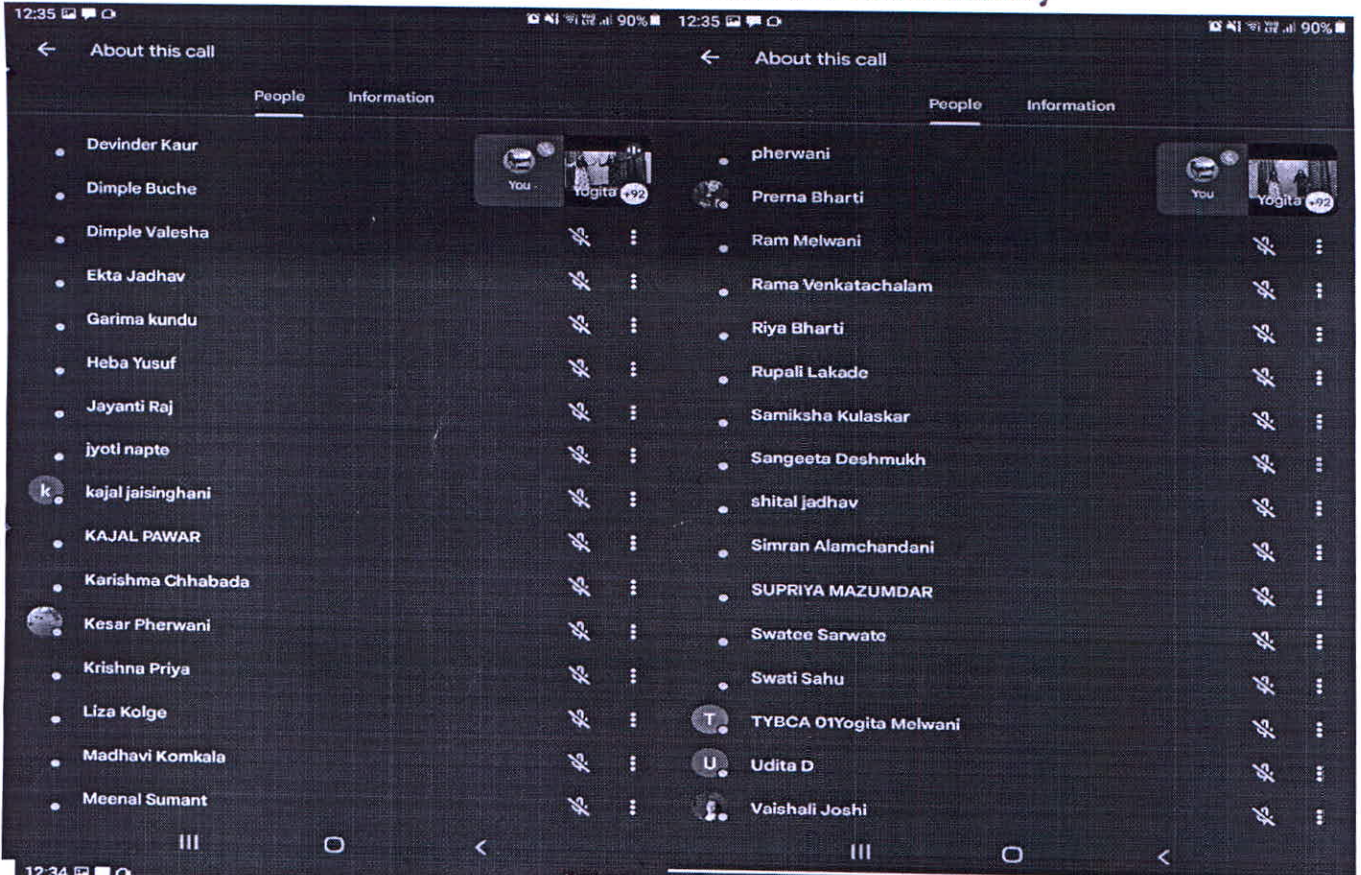 12:35
90%
About this call
People Information
Devinder Kaur
Dimple Buche
You
Yogita +92
Dimple Valesha
Ekta Jadhav
Garima kundu
Heba Yusuf
Jayanti Raj
jyoti napte
k kajal jaisinghani
KAJAL PAWAR
Karishma Chhabada
Kesar Pherwani
Krishna Priya
Liza Kolge
Madhavi Komkala
Meenal Sumant
12:35
90%
About this call
People Information
pherwani
Prerna Bharti
You
Yogita +92
Ram Melwani
Rama Venkatachalam
Riya Bharti
Rupali Lakade
Samiksha Kulaskar
Sangeeta Deshmukh
shital jadhav
Simran Alamchandani
SUPRIYA MAZUMDAR
Swatee Sarwate
Swati Sahu
T TYBCA 01Yogita Melwani
U Udita D
Vaishali Joshi
12:34